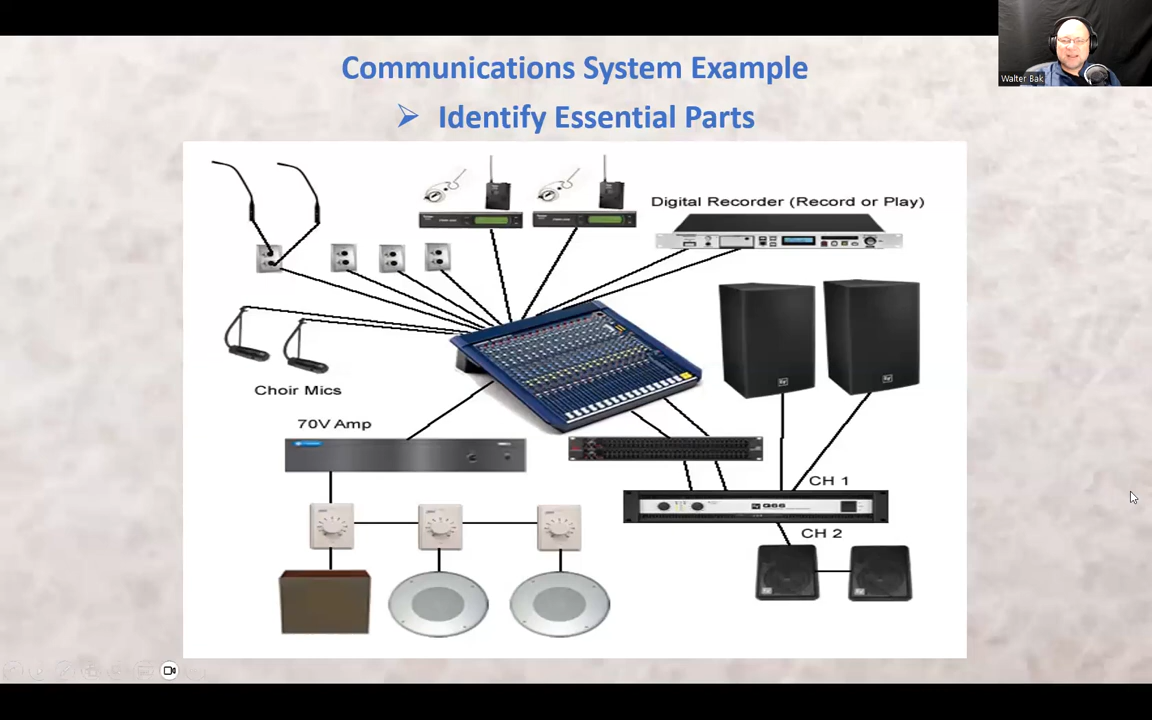 Communications System Example
➢ Identify Essential Parts
Walter Bak
Digital Recorder (Record or Play)
Choir Mics
70V Amp
CH 1
Q66
CH 2